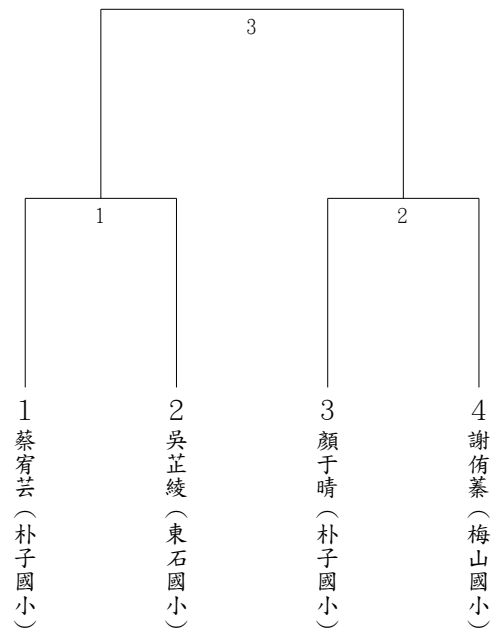 3
1
2
1 蔡宥芸(朴子國小)
2 吳芷綾(東石國小)
3 顏于晴(朴子國小)
4 謝侑蓁(梅山國小)